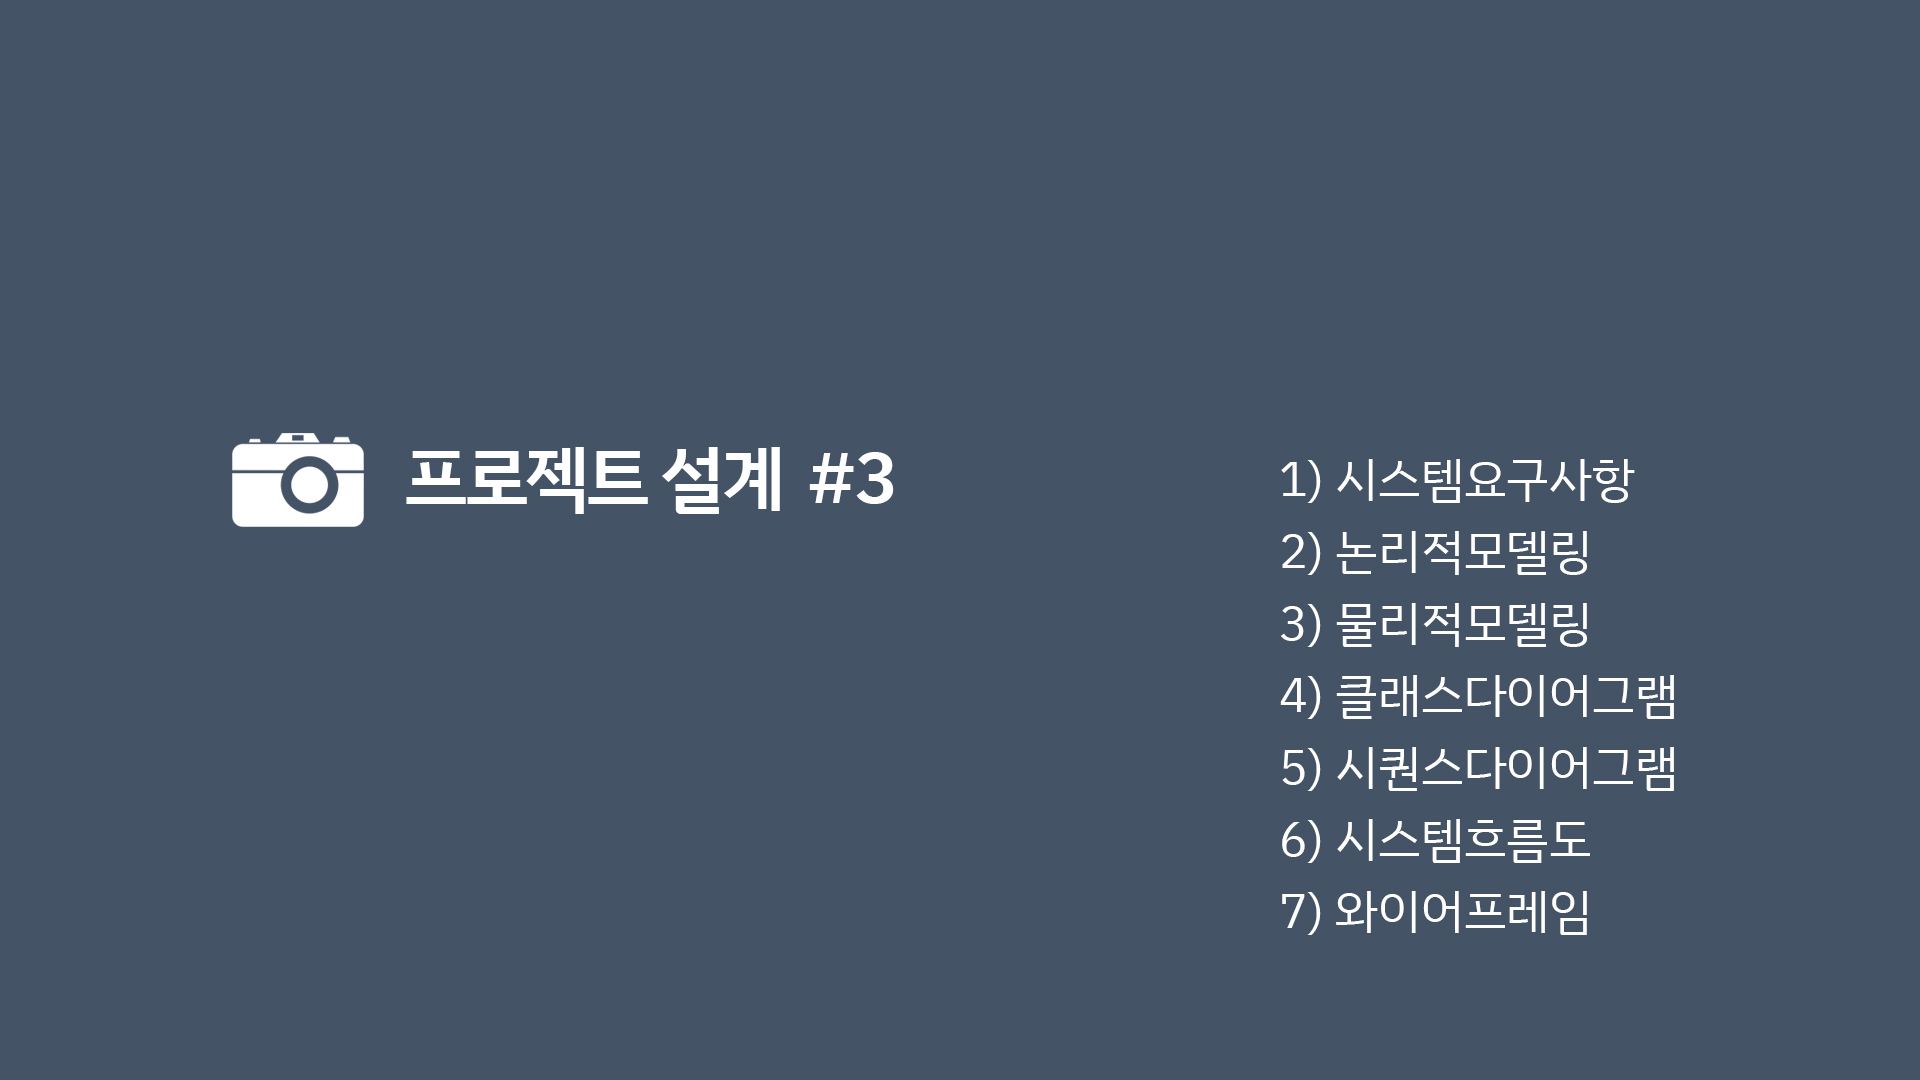 프로젝트 설계 #3
1) 시스템요구사항
2) 논리적모델링
3) 물리적모델링
4) 클래스다이어그램
5) 시퀀스다이어그램
6) 시스템흐름도
7) 와이어프레임